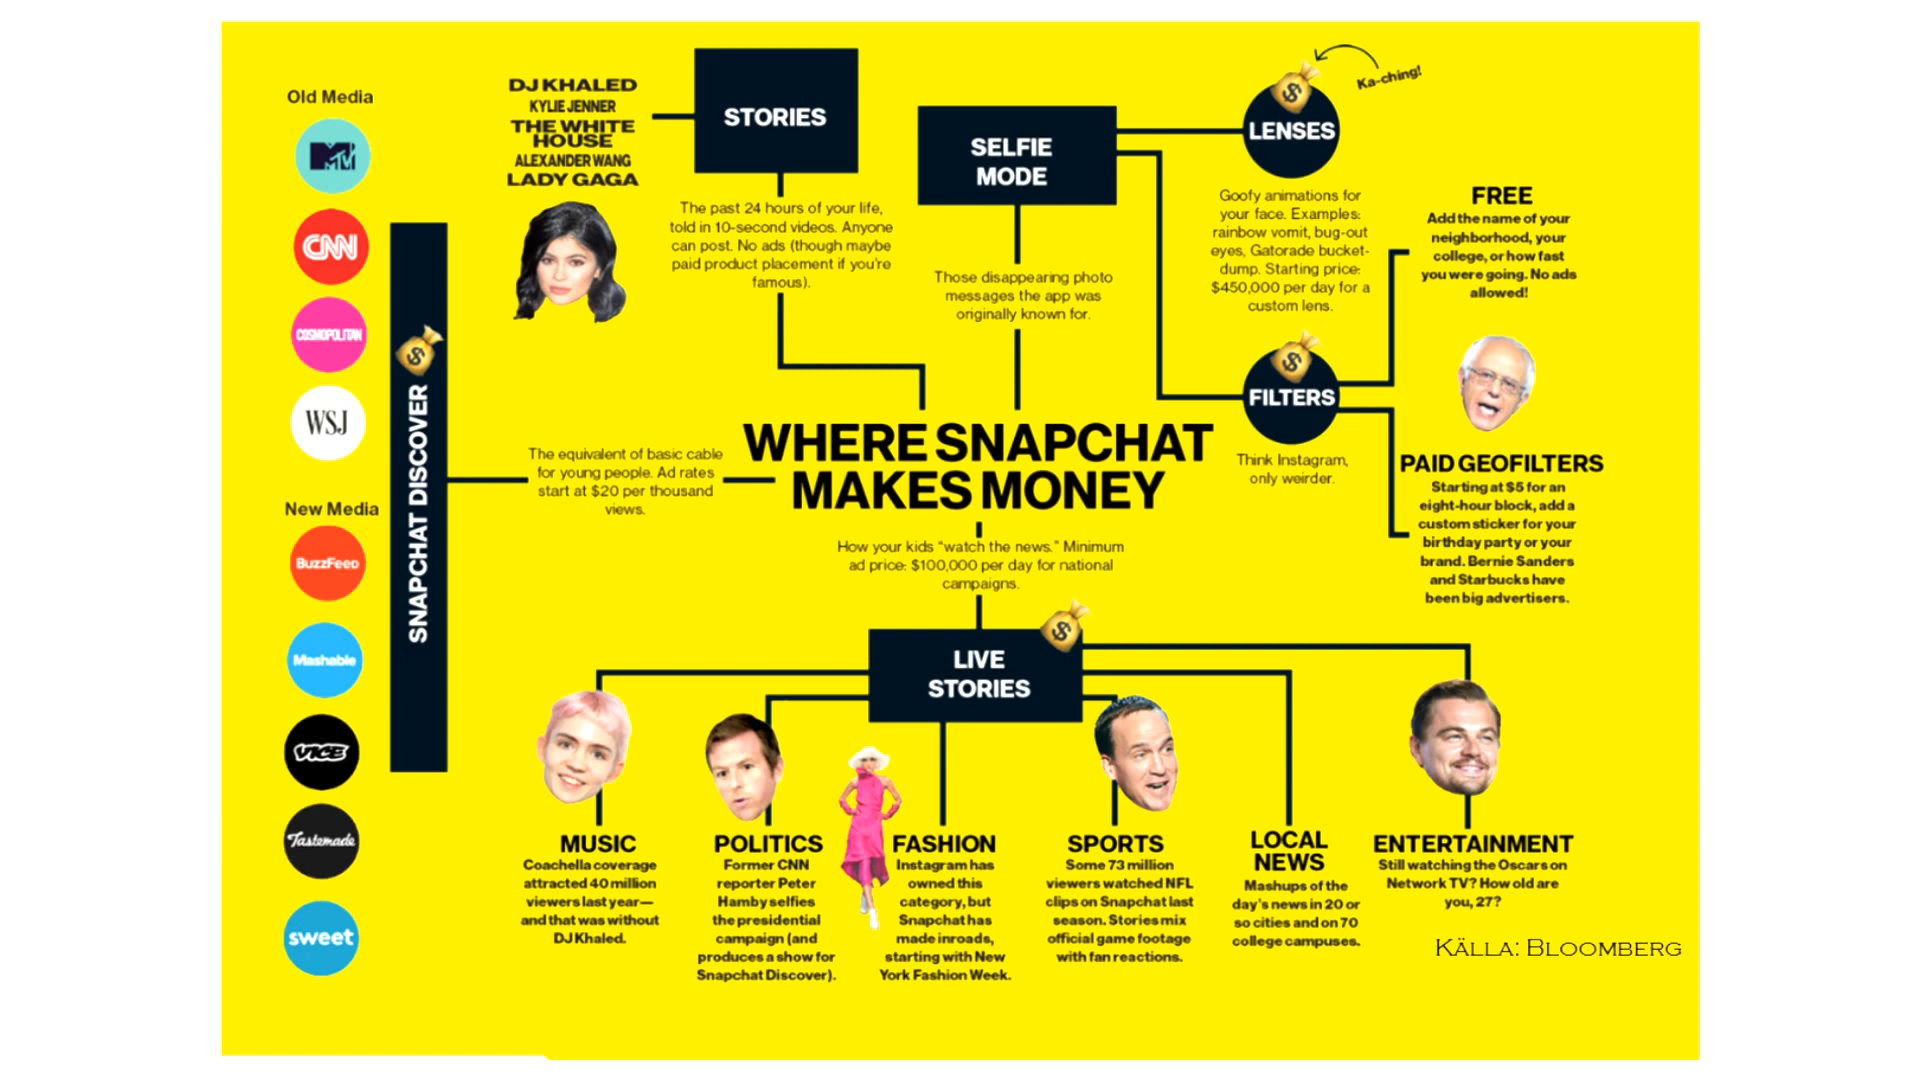 Old Media
MTV
CNN
COSMOPOLITAN
WSJ
New Media
BuzzFeed
Mashable
VICE
Tastemade
sweet
SNAPCHAT DISCOVER
$
The equivalent of basic cable
for young people. Ad rates
start at $20 per thousand
views.
DJ KHALED
KYLIE JENNER
THE WHITE
HOUSE
ALEXANDER WANG
LADY GAGA
STORIES
The past 24 hours of your life,
told in 10-second videos. Anyone
can post. No ads (though maybe
paid product placement if you're
famous).
SELFIE
MODE
Those disappearing photo
messages the app was
originally known for.
Ka-ching!
$
LENSES
Goofy animations for
your face. Examples:
rainbow vomit, bug-out
eyes, Gatorade bucket-
dump. Starting price:
$450,000 per day for a
custom lens.
$
FILTERS
Think Instagram,
only weirder.
FREE
Add the name of your
neighborhood, your
college, or how fast
you were going. No ads
allowed!
PAID GEOFILTERS
Starting at $5 for an
eight-hour block, add a
custom sticker for your
birthday party or your
brand. Bernie Sanders
and Starbucks have
been big advertisers.
WHERE SNAPCHAT
MAKES MONEY
How your kids “watch the news.” Minimum
ad price: $100,000 per day for national
campaigns.
$
LIVE
STORIES
MUSIC
Coachella coverage
attracted 40 million
viewers last year—
and that was without
DJ Khaled.
POLITICS
Former CNN
reporter Peter
Hamby selfies
the presidential
campaign (and
produces a show for
Snapchat Discover).
FASHION
Instagram has
owned this
category, but
Snapchat has
made inroads,
starting with New
York Fashion Week.
SPORTS
Some 73 million
viewers watched NFL
clips on Snapchat last
season. Stories mix
official game footage
with fan reactions.
LOCAL
NEWS
Mashups of the
day's news in 20 or
so cities and on 70
college campuses.
ENTERTAINMENT
Still watching the Oscars on
Network TV? How old are
you, 27?
KÄLLA: BLOOMBERG